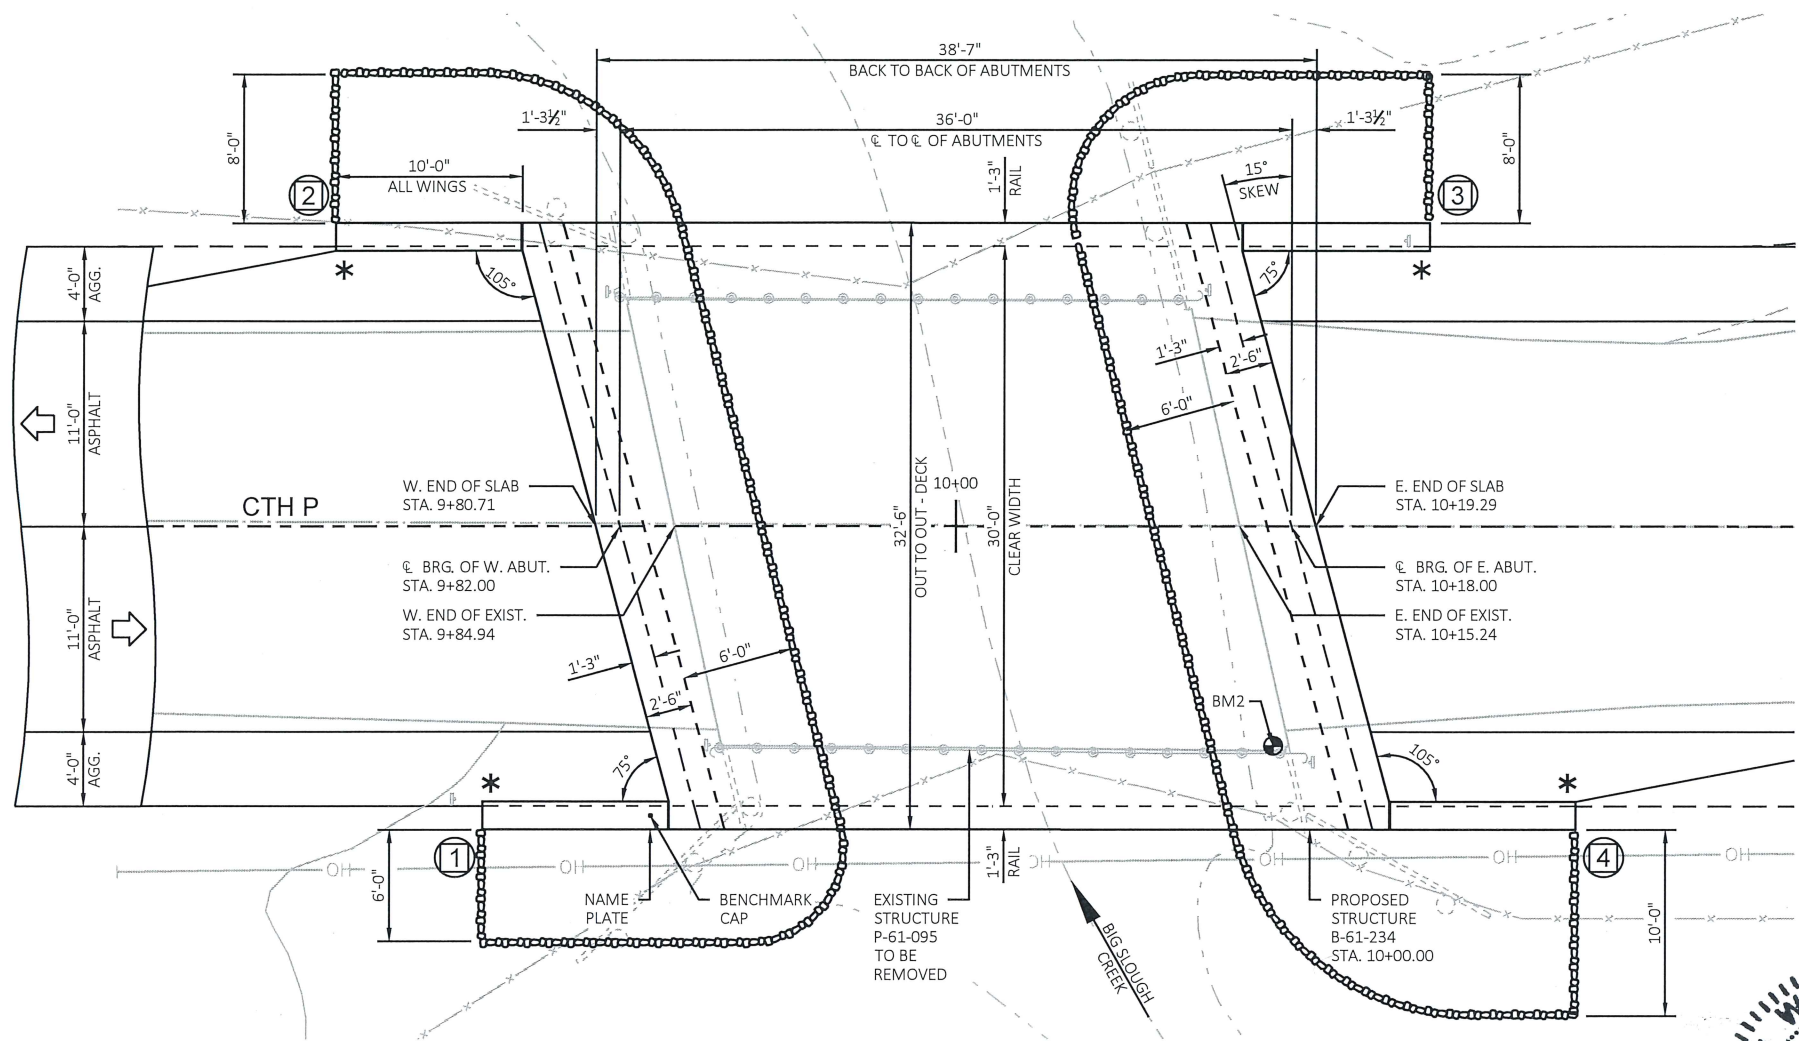 38'-7"
BACK TO BACK OF ABUTMENTS
1'-3½"
36'-0"
℄ TO ℄ OF ABUTMENTS
1'-3½"
8'-0"
10'-0"
ALL WINGS
2
1'-3"
RAIL
15°
SKEW
3
8'-0"
*
105°
75°
*
4'-0"
AGG.
11'-0"
ASPHALT
1'-3"
2'-6"
6'-0"
CTH P
W. END OF SLAB
STA. 9+80.71
10+00
E. END OF SLAB
STA. 10+19.29
32'-6"
OUT TO OUT - DECK
30'-0"
CLEAR WIDTH
℄ BRG. OF W. ABUT.
STA. 9+82.00
℄ BRG. OF E. ABUT.
STA. 10+18.00
W. END OF EXIST.
STA. 9+84.94
E. END OF EXIST.
STA. 10+15.24
11'-0"
ASPHALT
1'-3"
6'-0"
2'-6"
BM2
4'-0"
AGG.
75°
105°
*
*
1
6'-0"
1'-3"
RAIL
4
10'-0"
OH
OH
OH
OH
OH
OH
OH
NAME
PLATE
BENCHMARK
CAP
EXISTING
STRUCTURE
P-61-095
TO BE
REMOVED
BIG SLOUGH
CREEK
PROPOSED
STRUCTURE
B-61-234
STA. 10+00.00